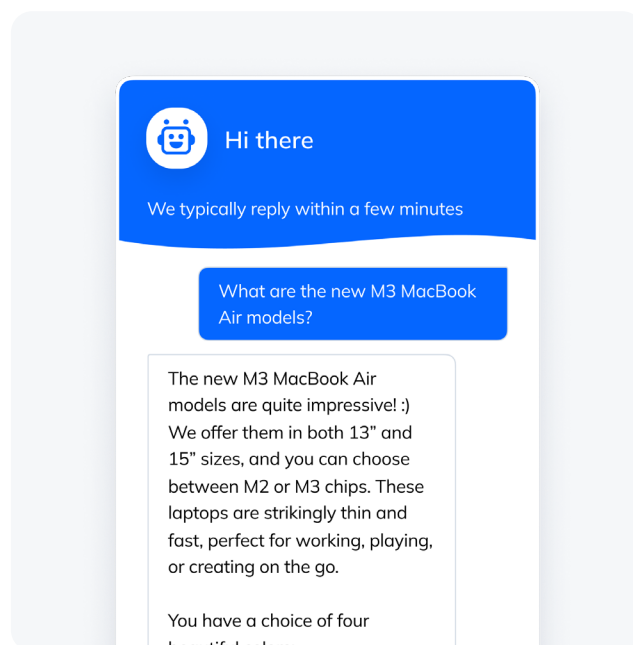 Hi there
We typically reply within a few minutes
What are the new M3 MacBook
Air models?
The new M3 MacBook Air
models are quite impressive! :)
We offer them in both 13” and
15” sizes, and you can choose
between M2 or M3 chips. These
laptops are strikingly thin and
fast, perfect for working, playing,
or creating on the go.
You have a choice of four